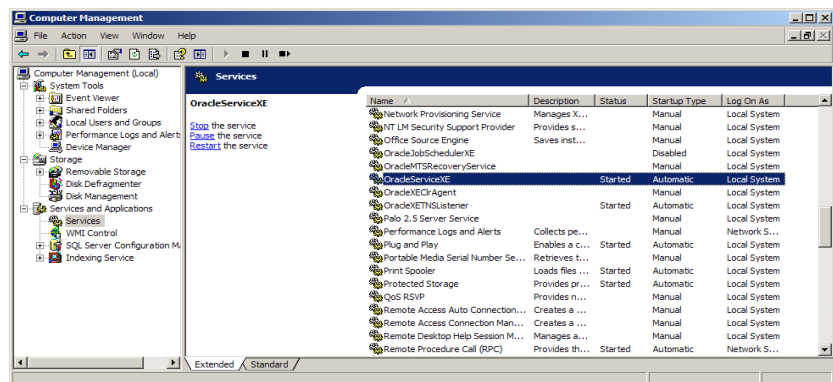 Computer Management
File Action View Window Help
Computer Management (Local)
System Tools
Event Viewer
Shared Folders
Local Users and Groups
Performance Logs and Alerts
Device Manager
Storage
Removable Storage
Disk Defragmenter
Disk Management
Services and Applications
Services
WMI Control
SQL Server Configuration Ma
Indexing Service
Services
OracleServiceXE
Stop the service
Pause the service
Restart the service
Name Description Status Startup Type Log On As
Network Provisioning Service Manages X... Manual Local System
NT LM Security Support Provider Provides s... Manual Local System
Office Source Engine Saves inst... Manual Local System
OracleJobSchedulerXE Disabled Local System
OracleMTSRecoveryService Manual Local System
OracleServiceXE Started Automatic Local System
OracleXEClrAgent Manual Local System
OracleXETNSListener Started Automatic Local System
Palo 2.5 Server Service Manual Local System
Performance Logs and Alerts Collects pe... Manual Network S...
Plug and Play Enables a c... Started Automatic Local System
Portable Media Serial Number Se... Retrieves t... Manual Local System
Print Spooler Loads files ... Started Automatic Local System
Protected Storage Provides pr... Started Automatic Local System
QoS RSVP Provides n... Manual Local System
Remote Access Auto Connection... Creates a ... Manual Local System
Remote Access Connection Man... Creates a ... Manual Local System
Remote Desktop Help Session M... Manages a... Manual Local System
Remote Procedure Call (RPC) Provides th... Started Automatic Network S...
Extended Standard